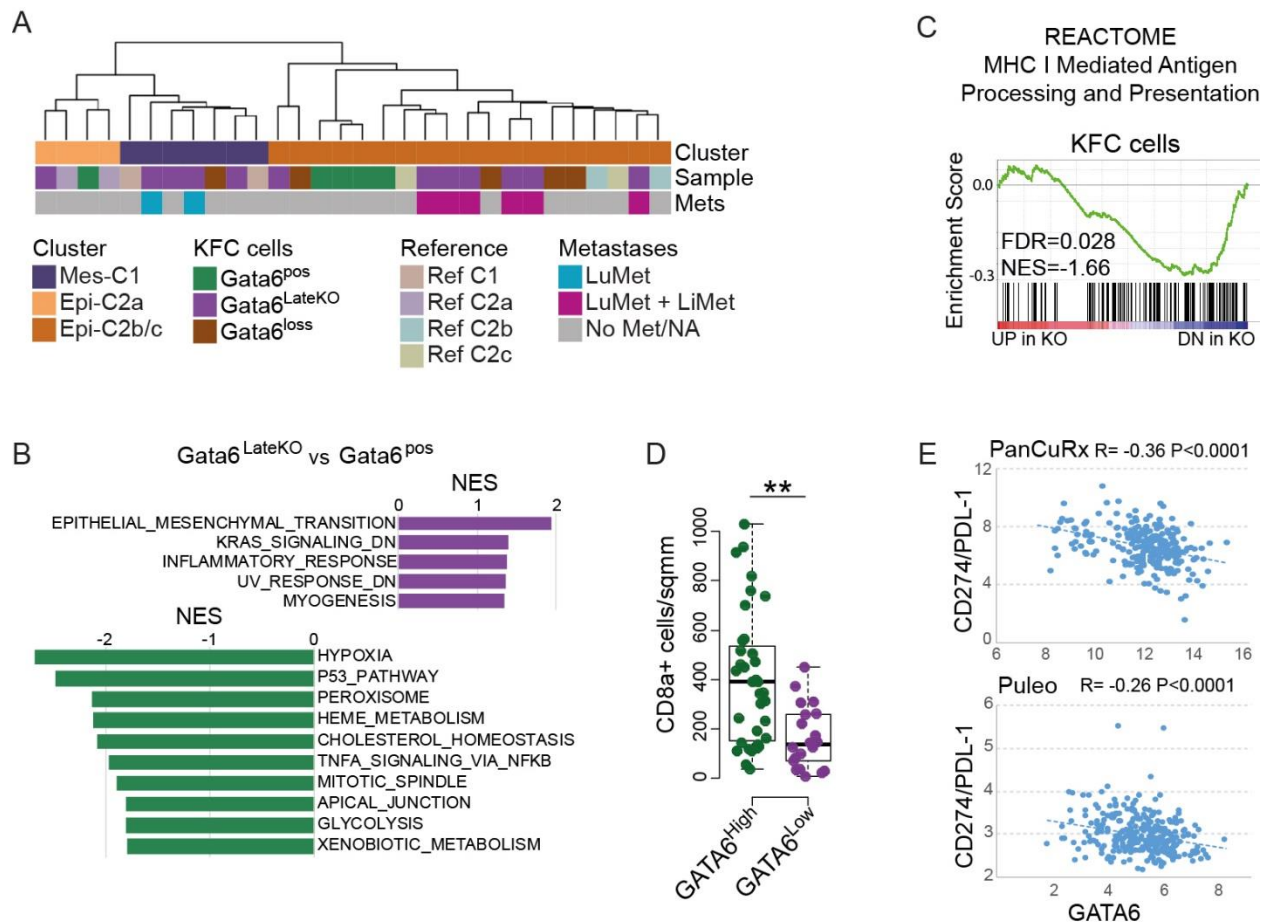 A
Cluster
Sample
Mets
Cluster
Mes-C1
Epi-C2a
Epi-C2b/c
KFC cells
Gata6pos
Gata6LateKO
Gata6loss
Reference
Ref C1
Ref C2a
Ref C2b
Ref C2c
Metastases
LuMet
LuMet + LiMet
No Met/NA
B
Gata6LateKO vs Gata6pos
NES
0 1 2
EPITHELIAL_MESENCHYMAL_TRANSITION
KRAS_SIGNALING_DN
INFLAMMATORY_RESPONSE
UV_RESPONSE_DN
MYOGENESIS
NES
-2 -1 0
HYPOXIA
P53_PATHWAY
PEROXISOME
HEME_METABOLISM
CHOLESTEROL_HOMEOSTASIS
TNFA_SIGNALING_VIA_NFKB
MITOTIC_SPINDLE
APICAL_JUNCTION
GLYCOLYSIS
XENOBIOTIC_METABOLISM
C
REACTOME
MHC I Mediated Antigen
Processing and Presentation
KFC cells
Enrichment Score
0.0
-0.3
FDR=0.028
NES=-1.66
UP in KO DN in KO
D
**
CD8a+ cells/sqmm
1000
800
600
400
200
0
GATA6High
GATA6Low
E
PanCuRx R= -0.36 P<0.0001
CD274/PDL-1
12
8
4
0
6 8 10 12 14 16
Puleo R= -0.26 P<0.0001
CD274/PDL-1
6
5
4
3
2
2 4 6 8
GATA6